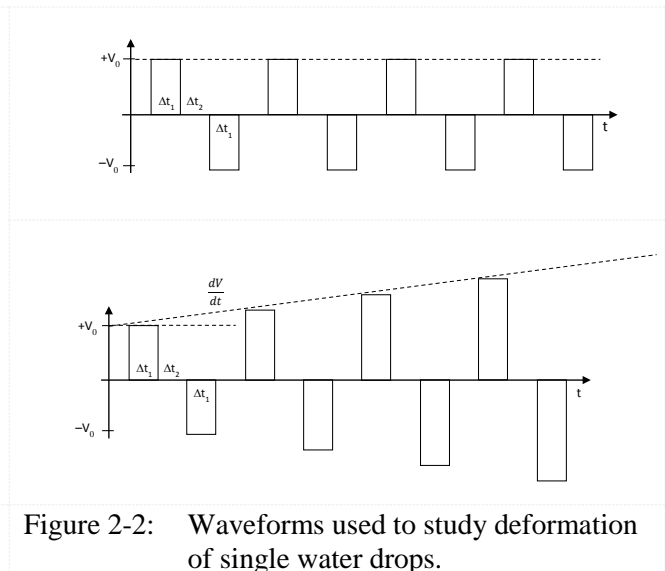 +V₀
Δt₁ Δt₂
Δt₁
t
−V₀
dV
dt
+V₀
Δt₁ Δt₂
Δt₁
t
−V₀
Figure 2-2: Waveforms used to study deformation
of single water drops.